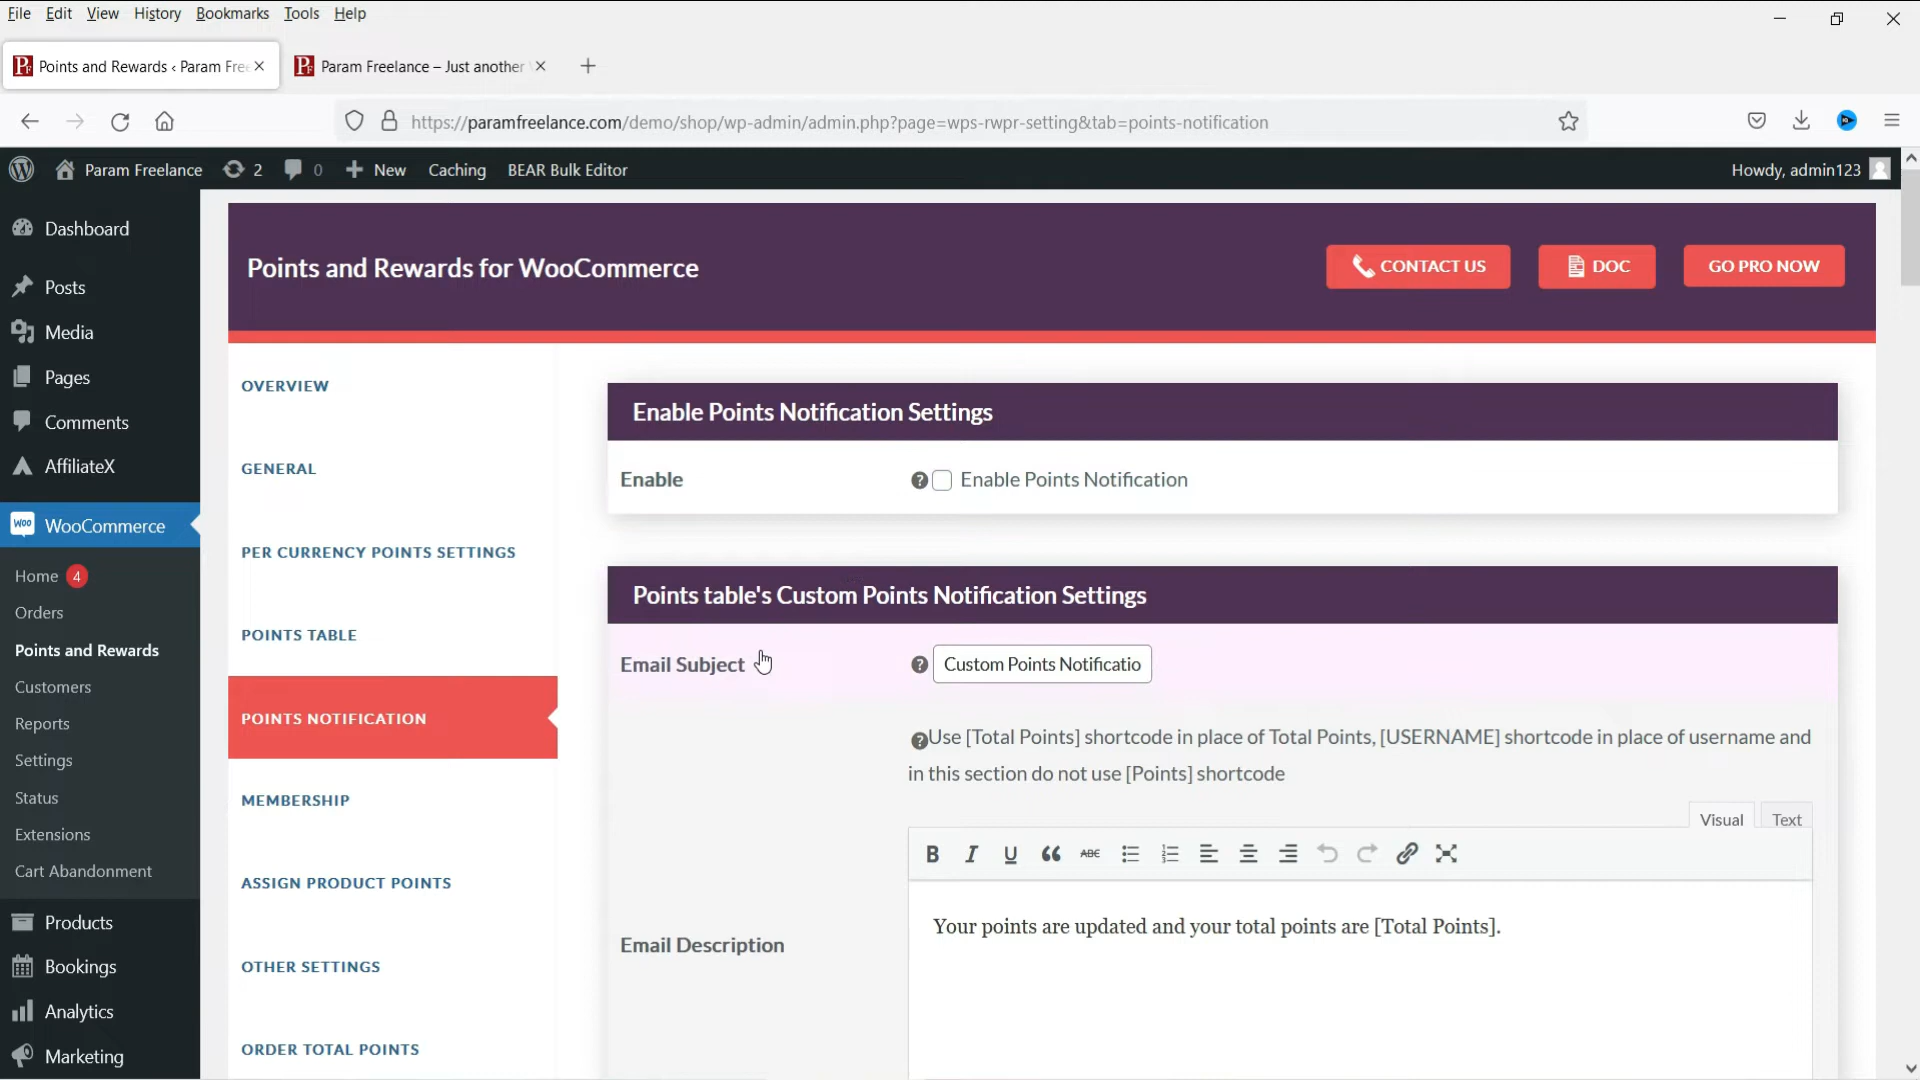 File Edit View History Bookmarks Tools Help
Points and Rewards ‹ Param Fre
Param Freelance – Just another
https://paramfreelance.com/demo/shop/wp-admin/admin.php?page=wps-rwpr-setting&tab=points-notification
Param Freelance 2 0 New Caching BEAR Bulk Editor Howdy, admin123
Dashboard
Posts
Media
Pages
Comments
AffiliateX
WooCommerce
Home 4
Orders
Points and Rewards
Customers
Reports
Settings
Status
Extensions
Cart Abandonment
Products
Bookings
Analytics
Marketing
Points and Rewards for WooCommerce
CONTACT US DOC GO PRO NOW
OVERVIEW
GENERAL
PER CURRENCY POINTS SETTINGS
POINTS TABLE
POINTS NOTIFICATION
MEMBERSHIP
ASSIGN PRODUCT POINTS
OTHER SETTINGS
ORDER TOTAL POINTS
Enable Points Notification Settings
Enable Enable Points Notification
Points table's Custom Points Notification Settings
Email Subject Custom Points Notificatio
Use [Total Points] shortcode in place of Total Points, [USERNAME] shortcode in place of username and
in this section do not use [Points] shortcode
Visual Text
B I U ABC
Your points are updated and your total points are [Total Points].
Email Description